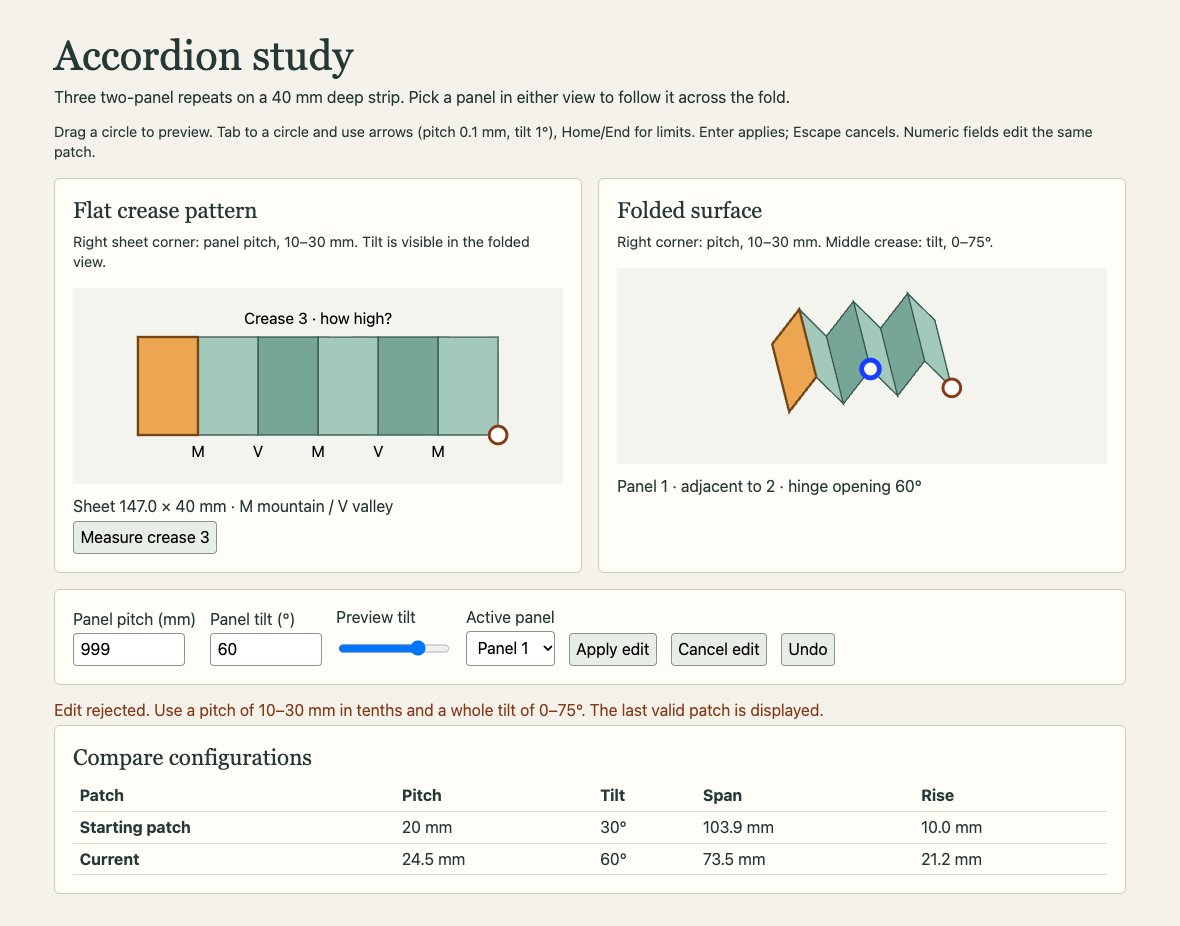 Accordion study
Three two-panel repeats on a 40 mm deep strip. Pick a panel in either view to follow it across the fold.
Drag a circle to preview. Tab to a circle and use arrows (pitch 0.1 mm, tilt 1°), Home/End for limits. Enter applies; Escape cancels. Numeric fields edit the same
patch.
Flat crease pattern
Right sheet corner: panel pitch, 10–30 mm. Tilt is visible in the folded
view.
Crease 3 · how high?
M V M V M
Sheet 147.0 × 40 mm · M mountain / V valley
Measure crease 3
Folded surface
Right corner: pitch, 10–30 mm. Middle crease: tilt, 0–75°.
Panel 1 · adjacent to 2 · hinge opening 60°
Panel pitch (mm) Panel tilt (°) Preview tilt Active panel
999 60 Panel 1 Apply edit Cancel edit Undo
Edit rejected. Use a pitch of 10–30 mm in tenths and a whole tilt of 0–75°. The last valid patch is displayed.
Compare configurations
Patch Pitch Tilt Span Rise
Starting patch 20 mm 30° 103.9 mm 10.0 mm
Current 24.5 mm 60° 73.5 mm 21.2 mm